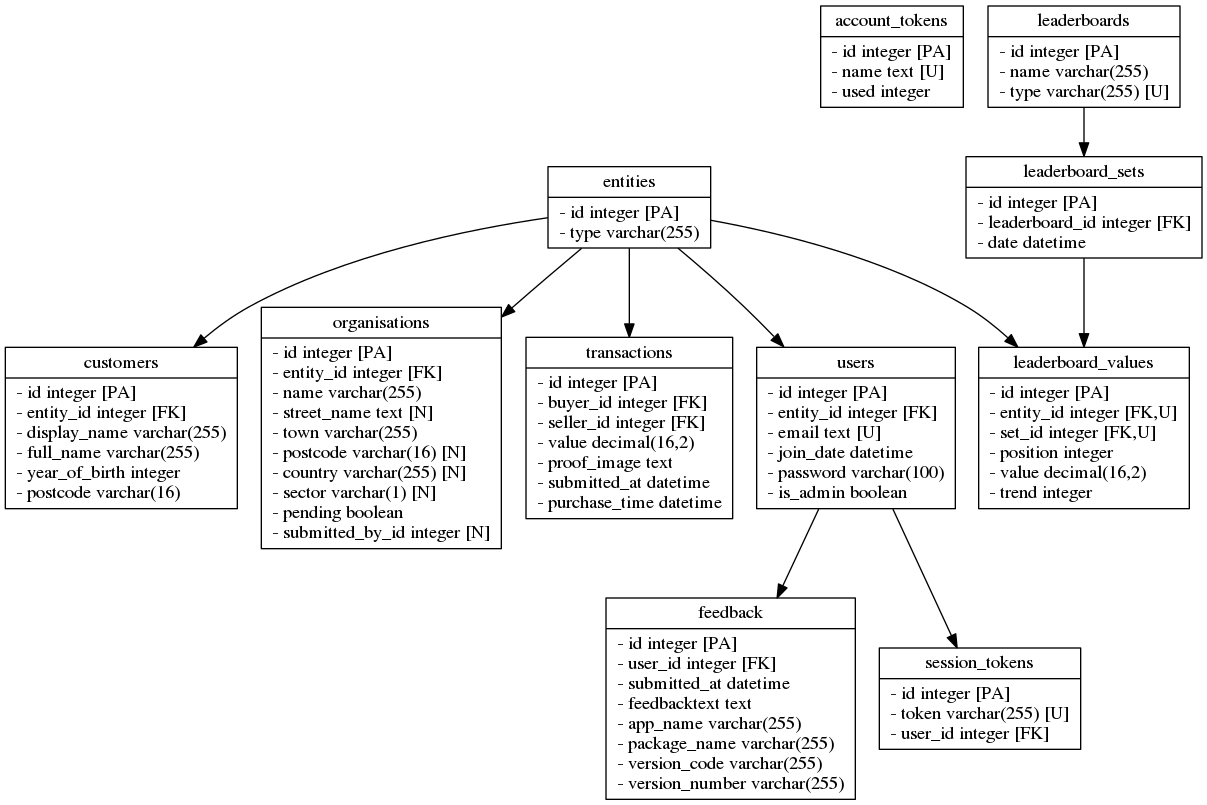 account_tokens
- id integer [PA]
- name text [U]
- used integer
leaderboards
- id integer [PA]
- name varchar(255)
- type varchar(255) [U]
leaderboard_sets
- id integer [PA]
- leaderboard_id integer [FK]
- date datetime
entities
- id integer [PA]
- type varchar(255)
customers
- id integer [PA]
- entity_id integer [FK]
- display_name varchar(255)
- full_name varchar(255)
- year_of_birth integer
- postcode varchar(16)
organisations
- id integer [PA]
- entity_id integer [FK]
- name varchar(255)
- street_name text [N]
- town varchar(255)
- postcode varchar(16) [N]
- country varchar(255) [N]
- sector varchar(1) [N]
- pending boolean
- submitted_by_id integer [N]
transactions
- id integer [PA]
- buyer_id integer [FK]
- seller_id integer [FK]
- value decimal(16,2)
- proof_image text
- submitted_at datetime
- purchase_time datetime
users
- id integer [PA]
- entity_id integer [FK]
- email text [U]
- join_date datetime
- password varchar(100)
- is_admin boolean
leaderboard_values
- id integer [PA]
- entity_id integer [FK,U]
- set_id integer [FK,U]
- position integer
- value decimal(16,2)
- trend integer
feedback
- id integer [PA]
- user_id integer [FK]
- submitted_at datetime
- feedbacktext text
- app_name varchar(255)
- package_name varchar(255)
- version_code varchar(255)
- version_number varchar(255)
session_tokens
- id integer [PA]
- token varchar(255) [U]
- user_id integer [FK]